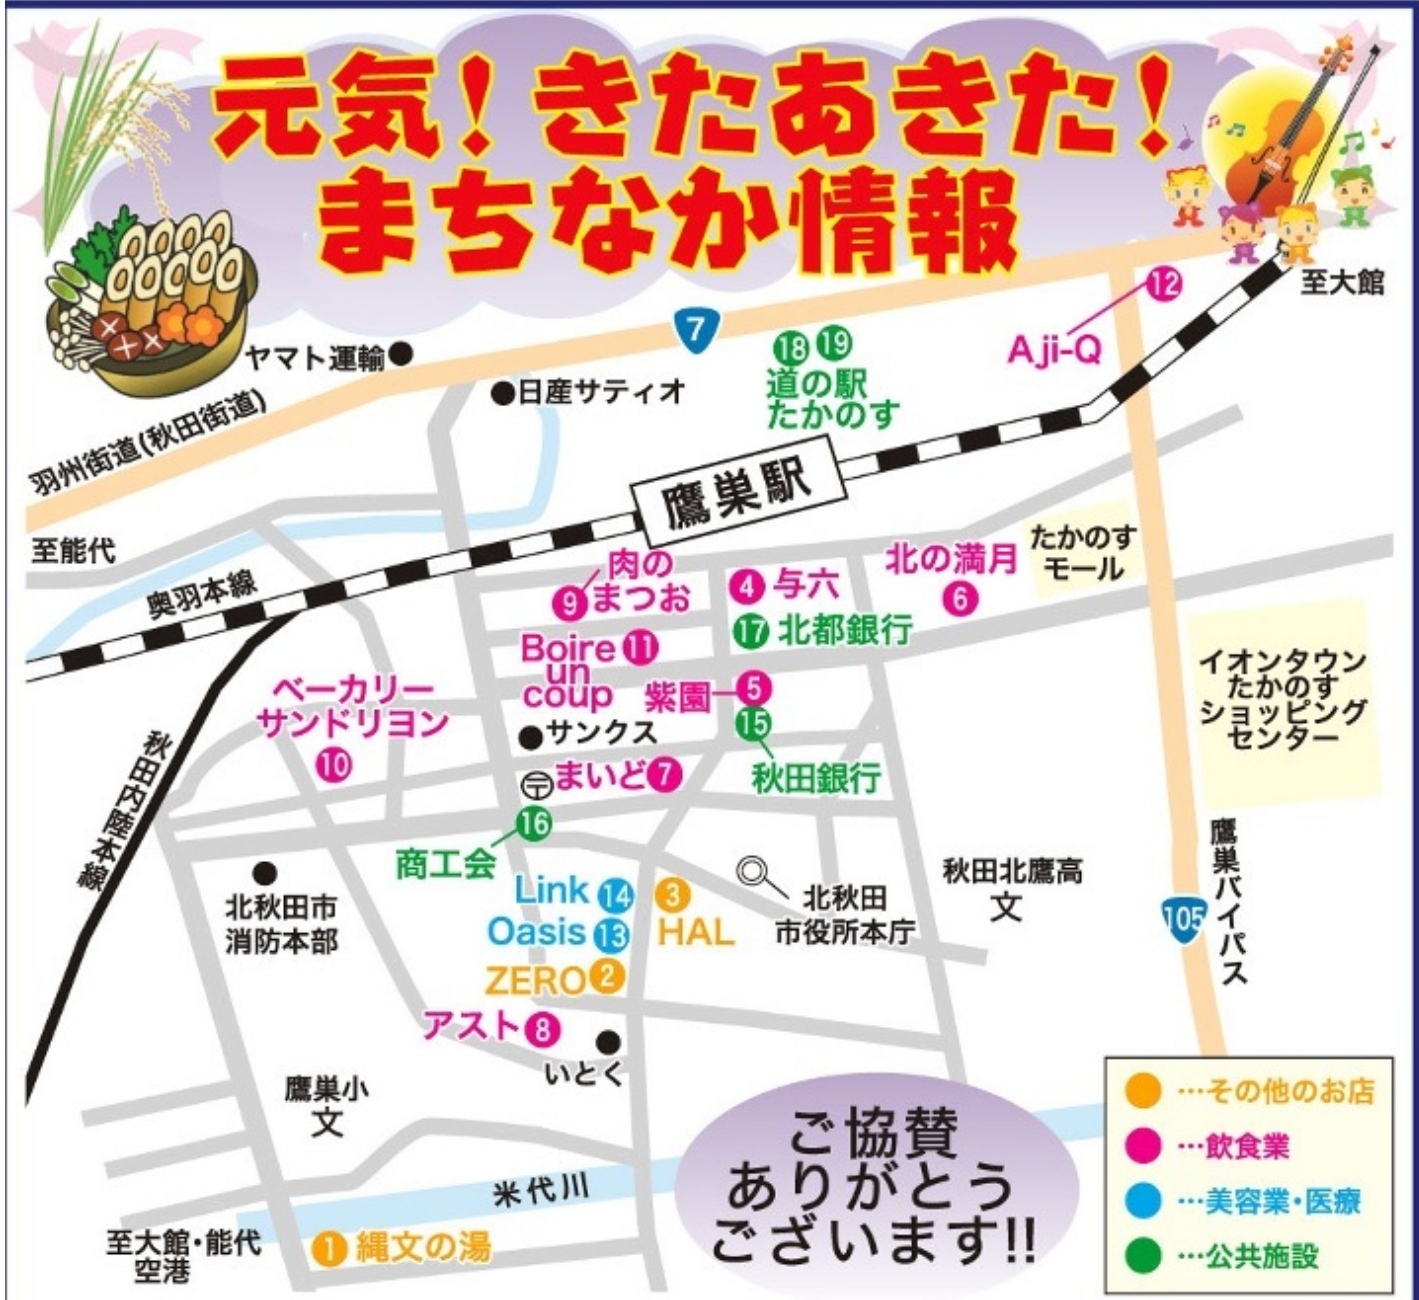 元気！きたあきた！
まちなか情報
至大館
⑫
Aji-Q
7
⑱ ⑲
道の駅
たかのす
ヤマト運輸
日産サティオ
羽州街道(秋田街道)
鷹巣駅
至能代
奥羽本線
肉の
まつお
⑨
④与六
北の満月
⑥
たかのす
モール
⑰北都銀行
Boire
un
coup
⑪
紫園
⑤
⑮
秋田銀行
イオンタウン
たかのす
ショッピング
センター
ベーカリー
サンドリヨン
⑩
サンクス
〒
まいど⑦
秋田内陸本線
⑯
商工会
北秋田市
消防本部
Link⑭
Oasis⑬
③
HAL
ZERO②
北秋田
市役所本庁
秋田北鷹高
文
鷹巣バイパス
105
アスト⑧
いとく
鷹巣小
文
米代川
至大館・能代
空港
①縄文の湯
ご協賛
ありがとう
ございます!!
…その他のお店
…飲食業
…美容業・医療
…公共施設